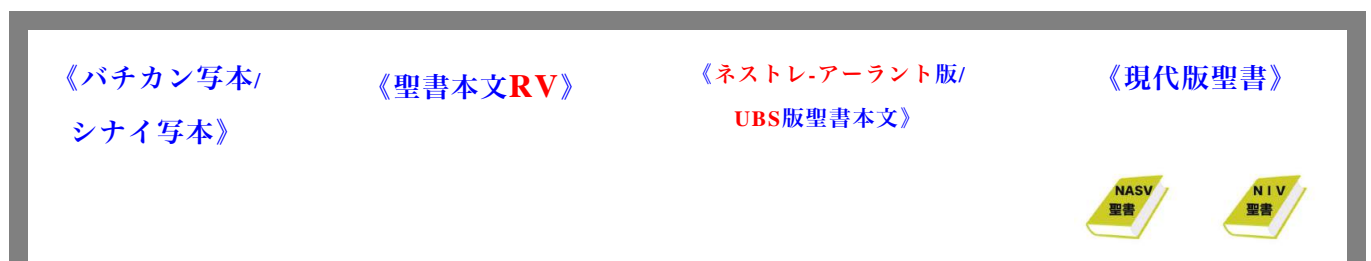 《バチカン写本/
シナイ写本》
《聖書本文RV》
《ネストレ-アーラント版/
UBS版聖書本文》
《現代版聖書》
NASV
聖書
NIV
聖書